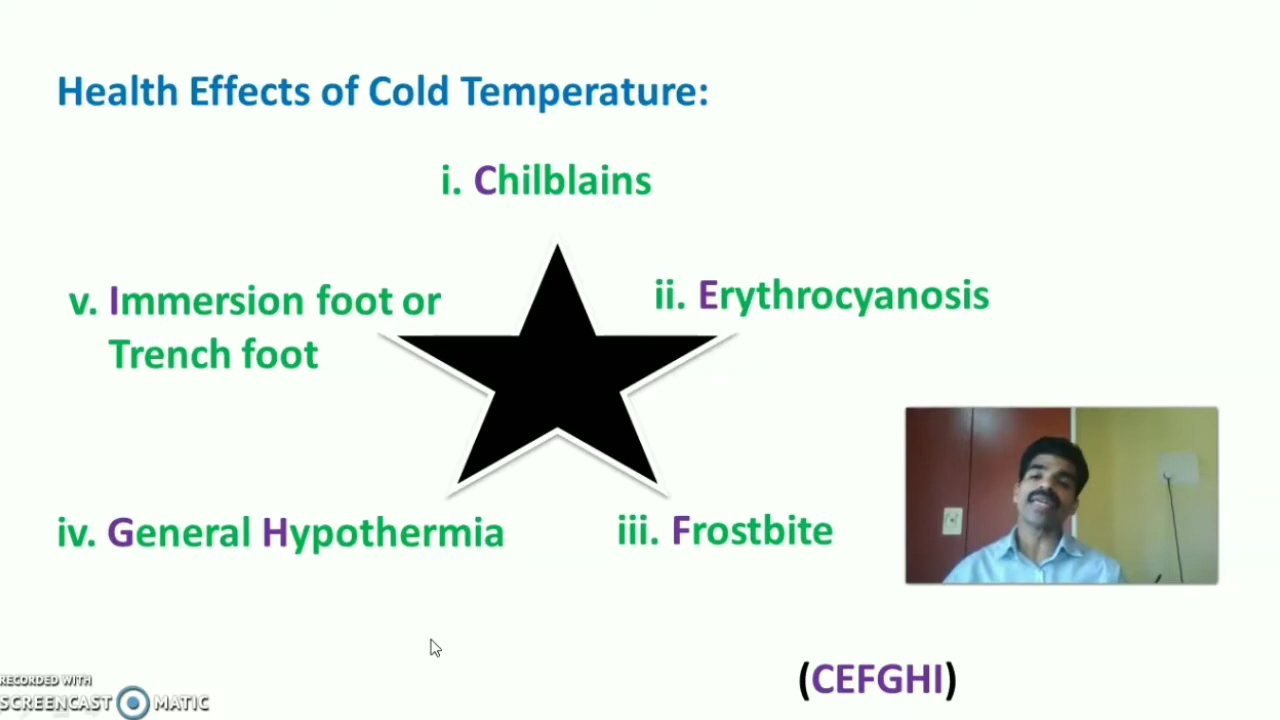 Health Effects of Cold Temperature:
i. Chilblains
ii. Erythrocyanosis
v. Immersion foot or
Trench foot
iv. General Hypothermia
iii. Frostbite
(CEFGHI)
RECORDED WITH
SCREENCAST MATIC